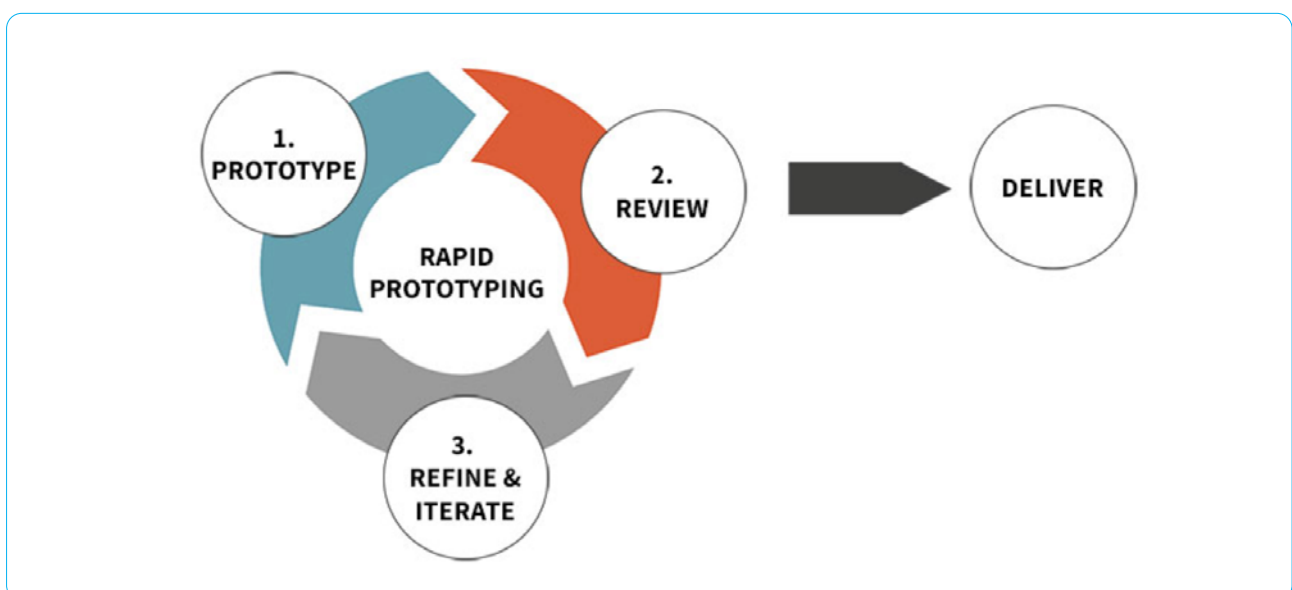 1.
PROTOTYPE
2.
REVIEW
DELIVER
RAPID
PROTOTYPING
3.
REFINE &
ITERATE